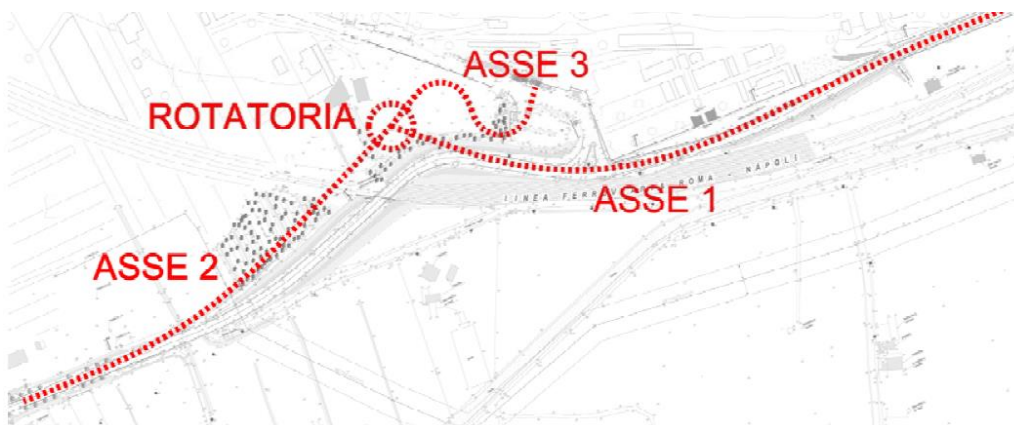 ASSE 3
ROTATORIA
LINEA FERROVIARIA ROMA - NAPOLI
ASSE 1
ASSE 2